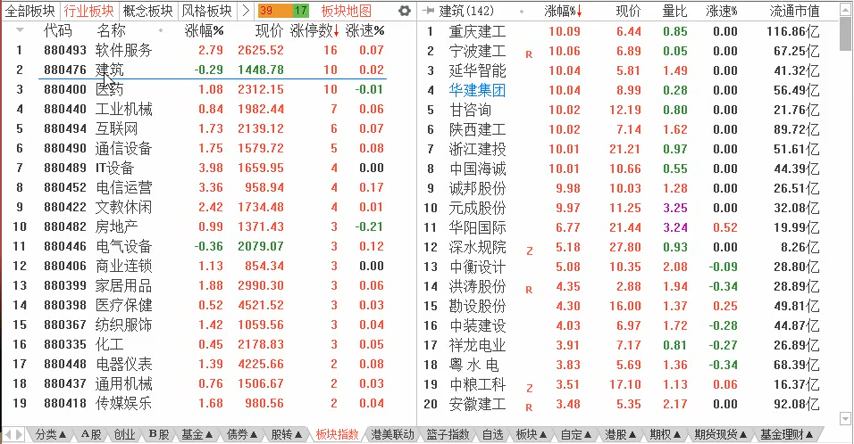 全部板块 行业板块 概念板块 风格板块 39 17 板块地图
代码 名称 涨幅% 现价 涨停数↓ 涨速%
1 880493 软件服务 2.79 2625.52 16 0.07
2 880476 建筑 -0.29 1448.78 10 0.02
3 880400 医药 1.08 2312.15 10 -0.01
4 880440 工业机械 0.84 1982.44 7 0.06
5 880494 互联网 1.73 2139.12 6 0.07
6 880490 通信设备 1.75 1579.72 5 0.08
7 880489 IT设备 3.98 1659.95 4 0.00
8 880452 电信运营 3.36 958.94 4 0.17
9 880422 文教休闲 2.42 1734.48 4 0.01
10 880482 房地产 0.99 1371.43 3 -0.21
11 880446 电气设备 -0.36 2079.07 3 0.12
12 880406 商业连锁 1.13 854.34 3 0.00
13 880399 家居用品 1.88 2990.30 3 0.06
14 880398 医疗保健 0.52 4521.52 3 0.03
15 880367 纺织服饰 1.42 1059.56 3 0.04
16 880335 化工 0.45 2178.83 3 0.05
17 880448 电器仪表 1.39 4225.66 2 0.08
18 880437 通用机械 0.76 1506.67 2 0.03
19 880418 传媒娱乐 1.68 980.56 2 0.04
建筑(142) 涨幅%↓ 现价 量比 涨速% 流通市值
1 重庆建工 10.09 6.44 0.85 0.00 116.86亿
2 宁波建工 R 10.06 6.89 0.05 0.00 67.25亿
3 延华智能 10.04 5.81 1.49 0.00 41.32亿
4 华建集团 10.04 8.99 0.28 0.00 56.49亿
5 甘咨询 10.02 12.19 0.80 0.00 21.76亿
6 陕西建工 10.02 7.14 1.62 0.00 89.72亿
7 浙江建投 10.01 21.21 0.97 0.00 51.61亿
8 中国海诚 10.01 10.66 0.55 0.00 44.39亿
9 诚邦股份 9.98 10.03 1.28 0.00 26.51亿
10 元成股份 9.97 11.25 3.25 0.00 32.08亿
11 华阳国际 6.77 21.44 3.24 0.52 19.99亿
12 深水规院 Z 5.18 27.80 0.93 0.00 8.26亿
13 中衡设计 5.08 10.35 2.08 -0.09 28.80亿
14 洪涛股份 R 4.35 2.88 1.94 -0.34 28.89亿
15 勘设股份 4.30 16.00 1.37 0.25 49.81亿
16 中装建设 4.03 6.97 1.72 -0.28 44.87亿
17 祥龙电业 3.91 7.17 0.81 -0.27 26.89亿
18 粤 水 电 3.83 5.69 1.36 -0.34 68.39亿
19 中粮工科 Z 3.51 17.10 1.13 0.06 16.37亿
20 安徽建工 R 3.48 5.35 2.17 0.00 92.08亿
分类▲ A股 创业 B股 基金▲ 债券▲ 股转▲ 板块指数 港美联动 篮子指数 自选 板块▲ 自定▲ 港股▲ 期权▲ 期货现货▲ 基金理财▲